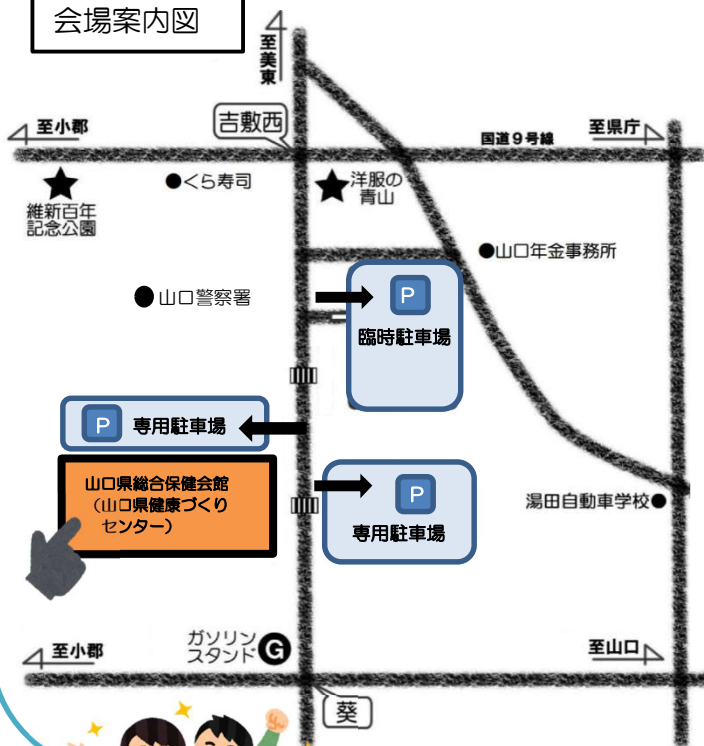 会場案内図
至美東
至小郡
吉敷西
国道９号線
至県庁
●くら寿司
洋服の
青山
維新百年
記念公園
●山口年金事務所
●山口警察署
P
臨時駐車場
P 専用駐車場
山口県総合保健会館
（山口県健康づくり
センター）
P
専用駐車場
湯田自動車学校●
ガソリン
スタンド G
至小郡
至山口
葵